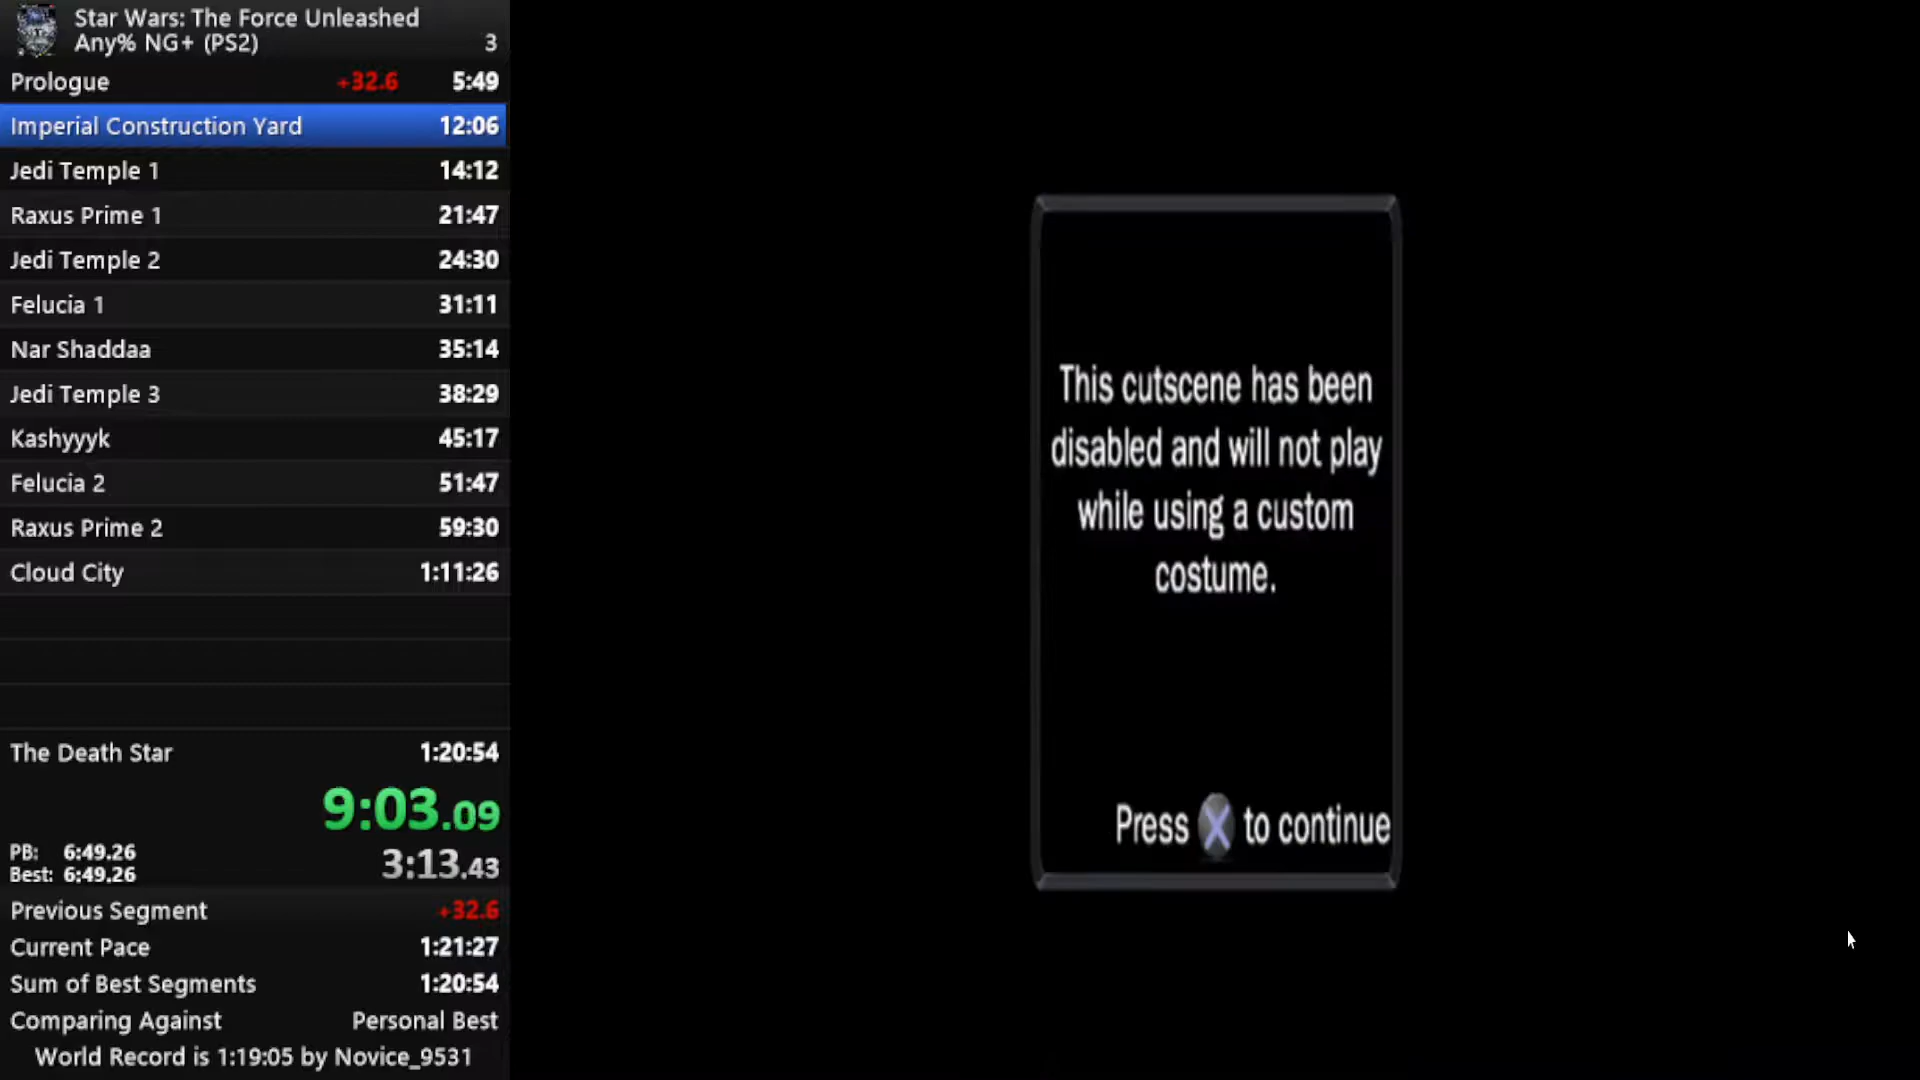 Star Wars: The Force Unleashed
Any% NG+ (PS2) 3
Prologue +32.6 5:49
Imperial Construction Yard 12:06
Jedi Temple 1 14:12
Raxus Prime 1 21:47
Jedi Temple 2 24:30
Felucia 1 31:11
Nar Shaddaa 35:14
Jedi Temple 3 38:29
Kashyyyk 45:17
Felucia 2 51:47
Raxus Prime 2 59:30
Cloud City 1:11:26
The Death Star 1:20:54
9:03.09
PB: 6:49.26
Best: 6:49.26
3:13.43
Previous Segment +32.6
Current Pace 1:21:27
Sum of Best Segments 1:20:54
Comparing Against Personal Best
World Record is 1:19:05 by Novice_9531
This cutscene has been
disabled and will not play
while using a custom
costume.
Press X to continue